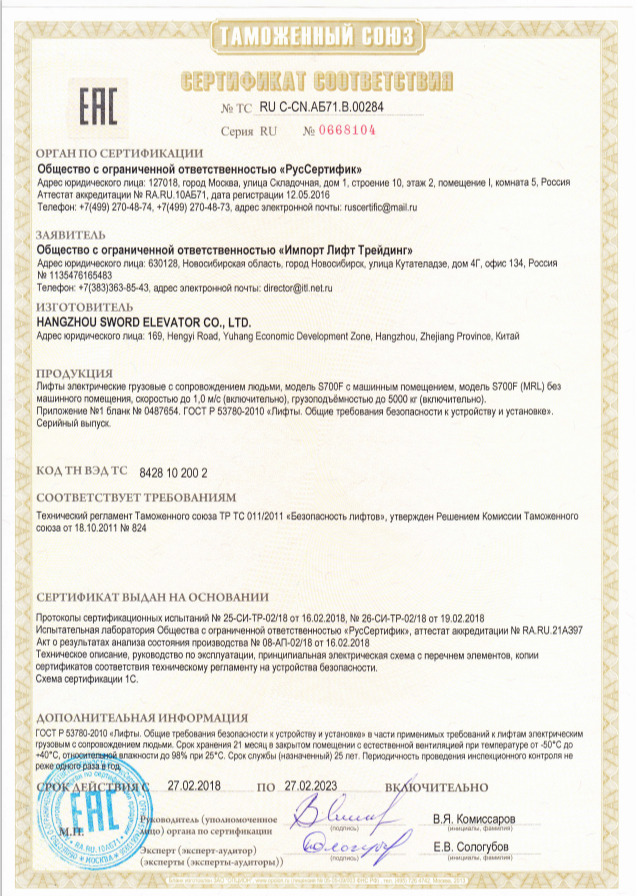 ТАМОЖЕННЫЙ СОЮЗ
СЕРТИФИКАТ СООТВЕТСТВИЯ
ЕАС
№ ТС RU C-CN.АБ71.В.00284
Серия RU № 0668104
ОРГАН ПО СЕРТИФИКАЦИИ
Общество с ограниченной ответственностью «РусСертифик»
Адрес юридического лица: 127018, город Москва, улица Складочная, дом 1, строение 10, этаж 2, помещение I, комната 5, Россия
Аттестат аккредитации № RA.RU.10АБ71, дата регистрации 12.05.2016
Телефон: +7(499) 270-48-74, +7(499) 270-48-73, адрес электронной почты: ruscertific@mail.ru
ЗАЯВИТЕЛЬ
Общество с ограниченной ответственностью «Импорт Лифт Трейдинг»
Адрес юридического лица: 630128, Новосибирская область, город Новосибирск, улица Кутателадзе, дом 4Г, офис 134, Россия
№ 1135476165483
Телефон: +7(383)363-85-43, адрес электронной почты: director@itl.net.ru
ИЗГОТОВИТЕЛЬ
HANGZHOU SWORD ELEVATOR CO., LTD.
Адрес юридического лица: 169, Hengyi Road, Yuhang Economic Development Zone, Hangzhou, Zhejiang Province, Китай
ПРОДУКЦИЯ
Лифты электрические грузовые с сопровождением людьми, модель S700F с машинным помещением, модель S700F (MRL) без
машинного помещения, скоростью до 1,0 м/с (включительно), грузоподъёмностью до 5000 кг (включительно).
Приложение №1 бланк № 0487654. ГОСТ Р 53780-2010 «Лифты. Общие требования безопасности к устройству и установке».
Серийный выпуск.
КОД ТН ВЭД ТС 8428 10 200 2
СООТВЕТСТВУЕТ ТРЕБОВАНИЯМ
Технический регламент Таможенного союза ТР ТС 011/2011 «Безопасность лифтов», утвержден Решением Комиссии Таможенного
союза от 18.10.2011 № 824
СЕРТИФИКАТ ВЫДАН НА ОСНОВАНИИ
Протоколы сертификационных испытаний № 25-СИ-ТР-02/18 от 16.02.2018, № 26-СИ-ТР-02/18 от 19.02.2018
Испытательная лаборатория Общества с ограниченной ответственностью «РусСертифик», аттестат аккредитации № RA.RU.21АЭ97
Акт о результатах анализа состояния производства № 08-АП-02/18 от 16.02.2018
Техническое описание, руководство по эксплуатации, принципиальная электрическая схема с перечнем элементов, копии
сертификатов соответствия техническому регламенту на устройства безопасности.
Схема сертификации 1С.
ДОПОЛНИТЕЛЬНАЯ ИНФОРМАЦИЯ
ГОСТ Р 53780-2010 «Лифты. Общие требования безопасности к устройству и установке» в части применимых требований к лифтам электрическим
грузовым с сопровождением людьми. Срок хранения 21 месяц в закрытом помещении с естественной вентиляцией при температуре от -50°С до
+40°С, относительной влажности до 98% при 25°С. Срок службы (назначенный) 25 лет. Периодичность проведения инспекционного контроля не
реже одного раза в год.
СРОК ДЕЙСТВИЯ С 27.02.2018 ПО 27.02.2023 ВКЛЮЧИТЕЛЬНО
ЕАС
RA.RU.10АБ71
МОСКВА
М.П.
Руководитель (уполномоченное
лицо) органа по сертификации
(подпись)
В.Я. Комиссаров
(инициалы, фамилия)
Эксперт (эксперт-аудитор)
(эксперты (эксперты-аудиторы))
(подпись)
Е.В. Сологубов
(инициалы, фамилия)